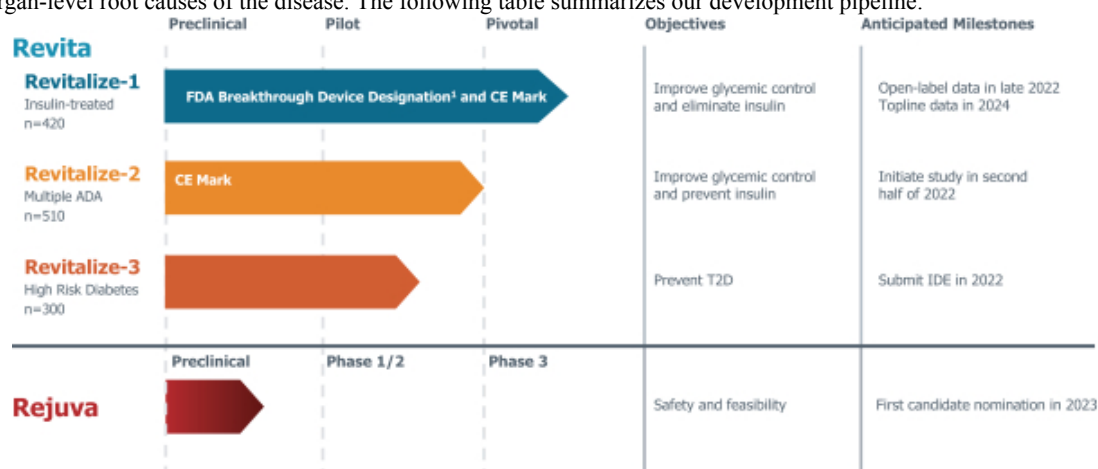 rgan-level root causes of the disease. The following table summarizes our development pipeline.
Preclinical Pilot Pivotal Objectives Anticipated Milestones
Revita
Revitalize-1
Insulin-treated
n=420
FDA Breakthrough Device Designation¹ and CE Mark
Improve glycemic control
and eliminate insulin
Open-label data in late 2022
Topline data in 2024
Revitalize-2
Multiple ADA
n=510
CE Mark
Improve glycemic control
and prevent insulin
Initiate study in second
half of 2022
Revitalize-3
High Risk Diabetes
n=300
Prevent T2D
Submit IDE in 2022
Preclinical Phase 1/2 Phase 3
Rejuva
Safety and feasibility
First candidate nomination in 2023